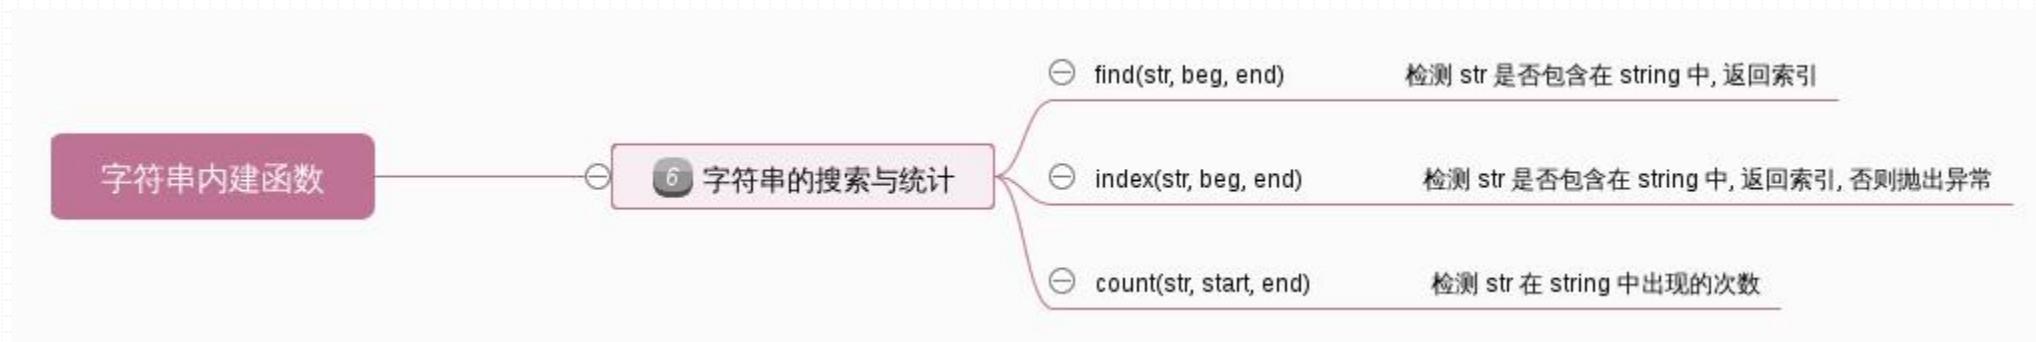 字符串内建函数
6 字符串的搜索与统计
find(str, beg, end) 检测 str 是否包含在 string 中, 返回索引
index(str, beg, end) 检测 str 是否包含在 string 中, 返回索引, 否则抛出异常
count(str, start, end) 检测 str 在 string 中出现的次数